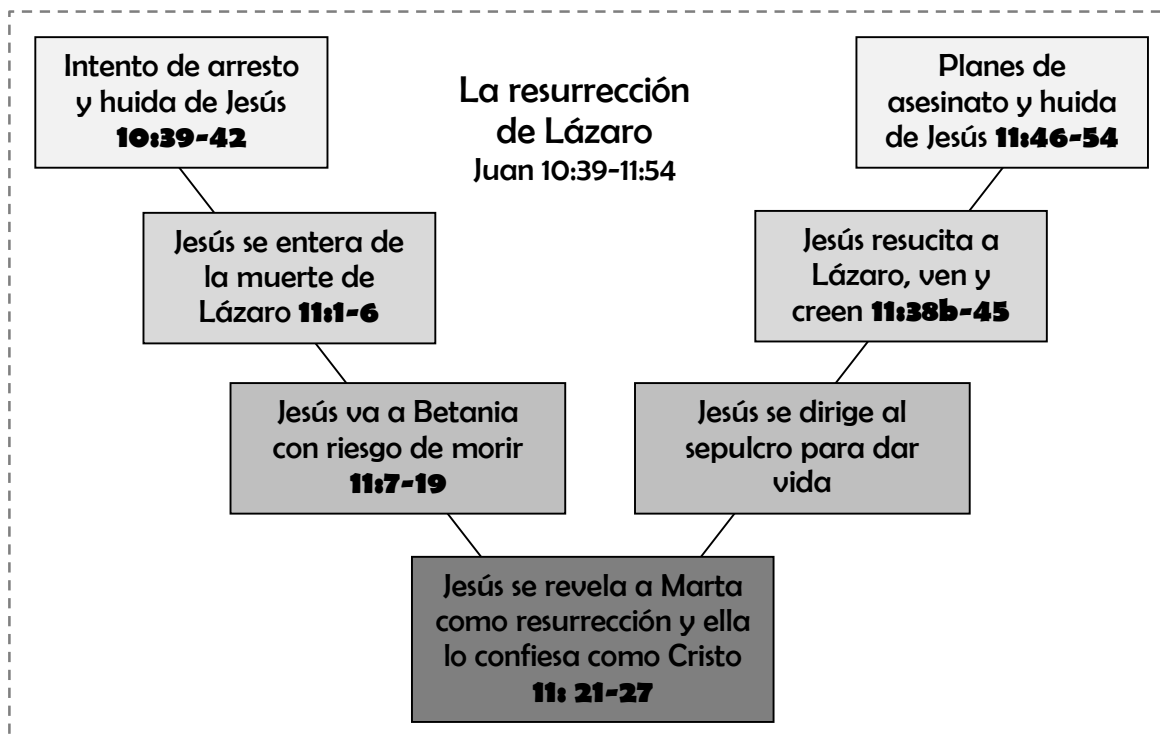 Intento de arresto
y huida de Jesús
10:39-42
La resurrección
de Lázaro
Juan 10:39-11:54
Planes de
asesinato y huida
de Jesús 11:46-54
Jesús se entera de
la muerte de
Lázaro 11:1-6
Jesús resucita a
Lázaro, ven y
creen 11:38b-45
Jesús va a Betania
con riesgo de morir
11:7-19
Jesús se dirige al
sepulcro para dar
vida
Jesús se revela a Marta
como resurrección y ella
lo confiesa como Cristo
11: 21-27